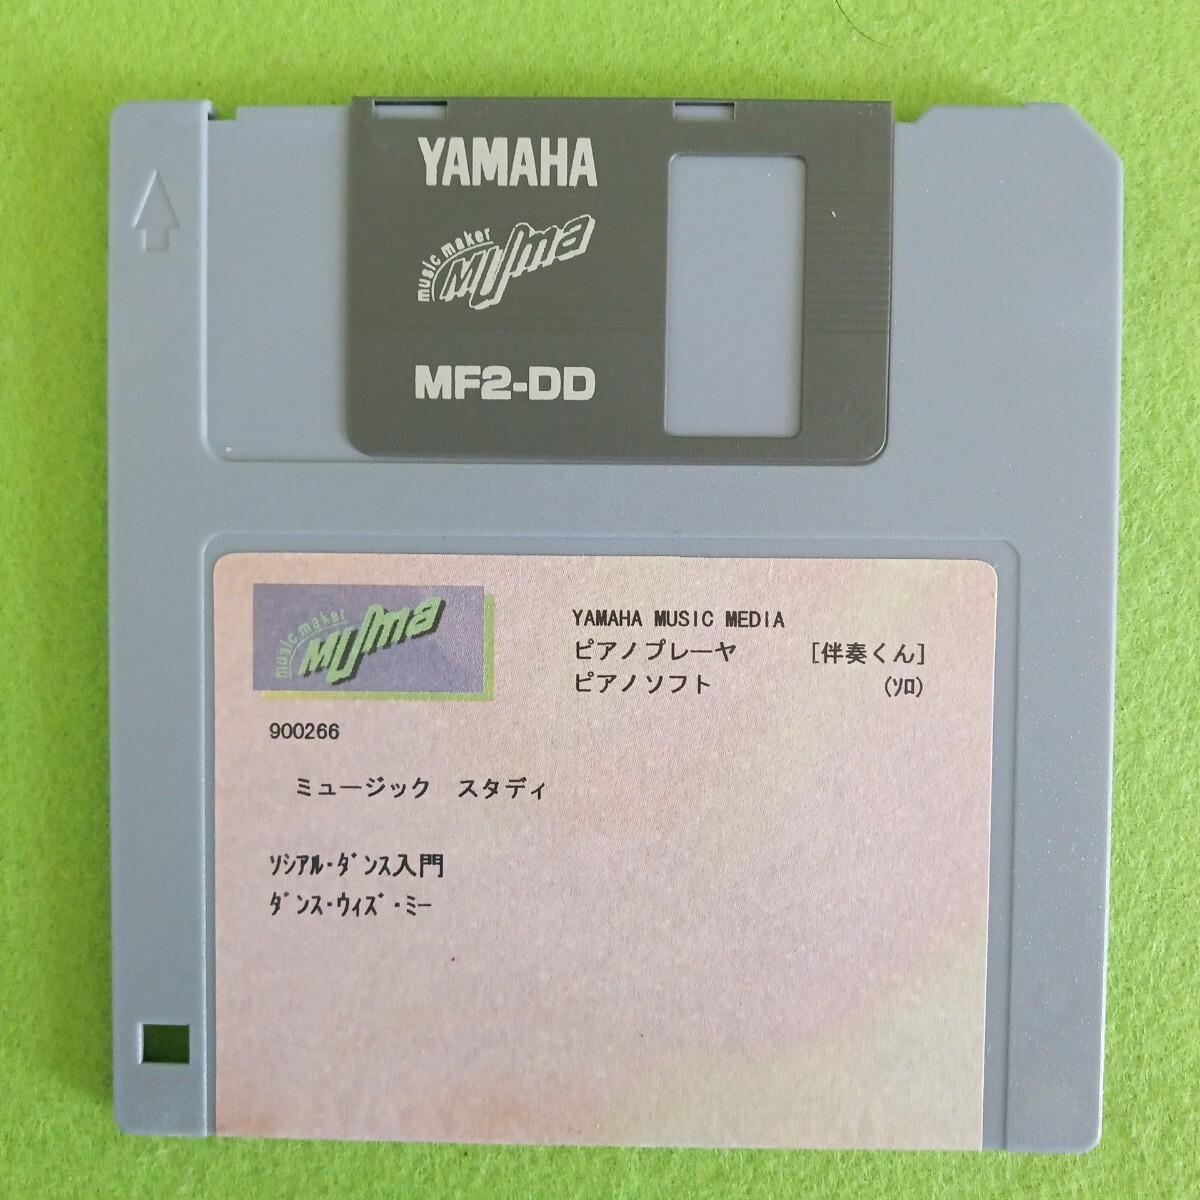 YAMAHA
music maker
MUma
MF2-DD
music maker
MUma
YAMAHA MUSIC MEDIA
ピアノプレーヤ [伴奏くん]
ピアノソフト (ｿﾛ)
900266
ミュージック スタディ
ｿｼｱﾙ･ﾀﾞﾝｽ入門
ﾀﾞﾝｽ･ｳｨｽﾞ･ﾐｰ